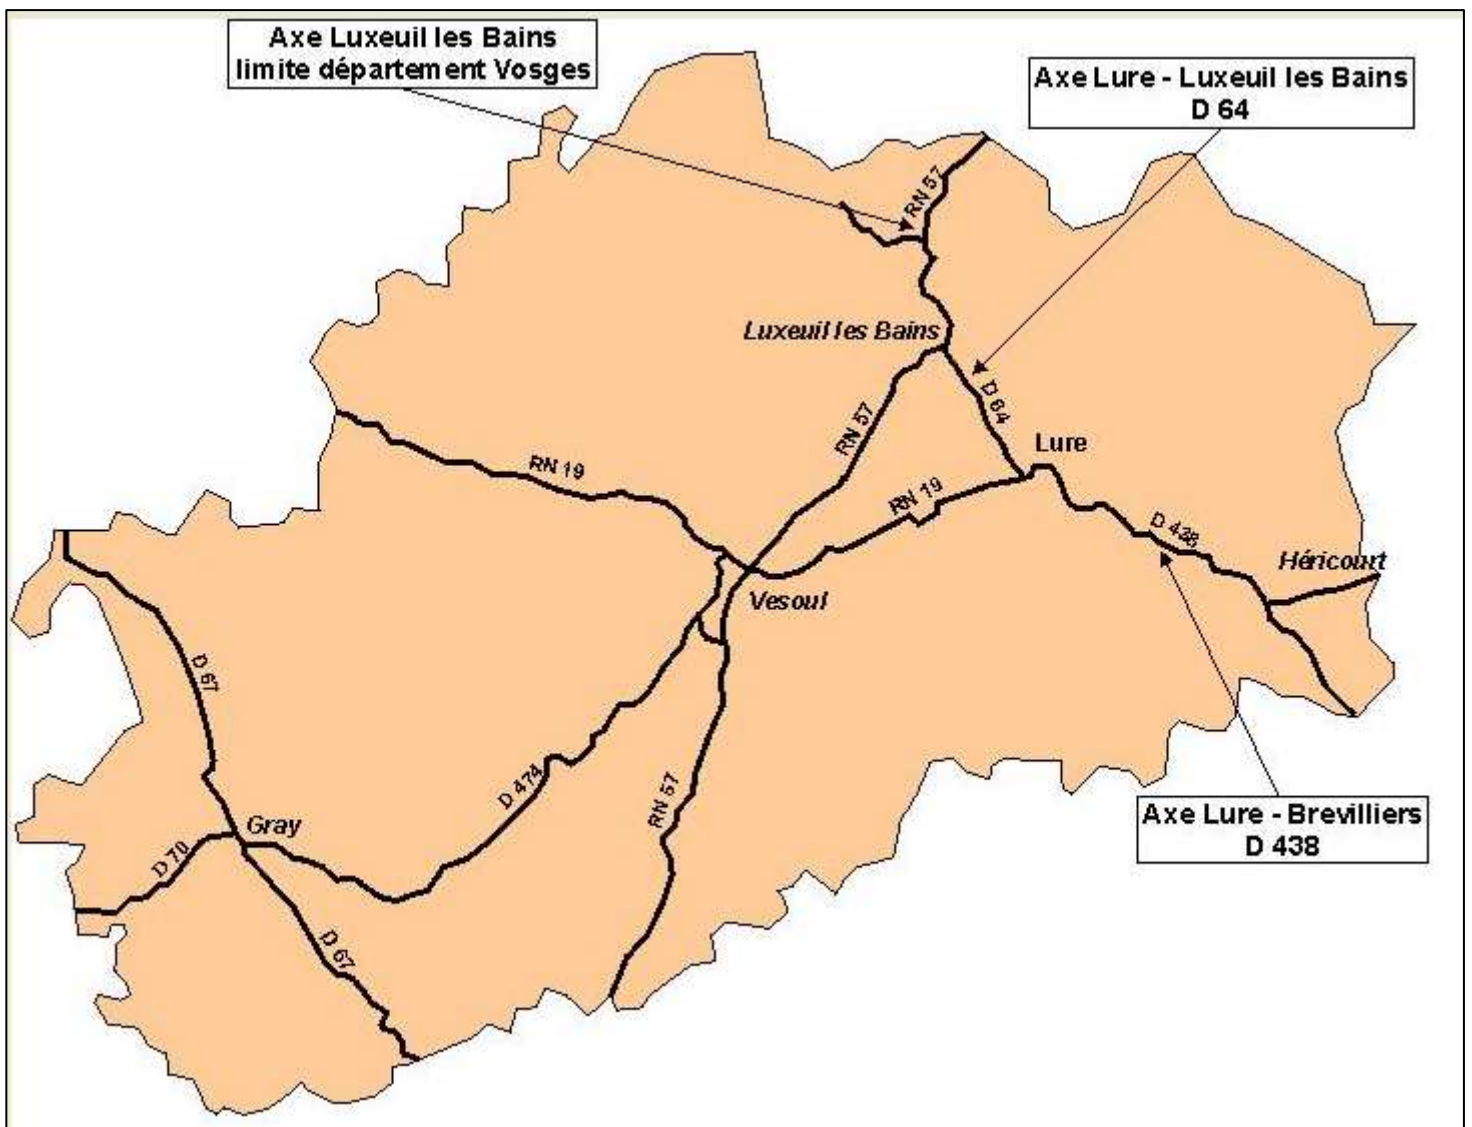 Axe Luxeuil les Bains
limite département Vosges
Axe Lure - Luxeuil les Bains
D 64
RN 57
Luxeuil les Bains
D 64
RN 57
Lure
RN 19
RN 19
D 438
Héricourt
Vesoul
D 67
D 474
RN 57
Axe Lure - Brevilliers
D 438
Gray
D 70
D 67